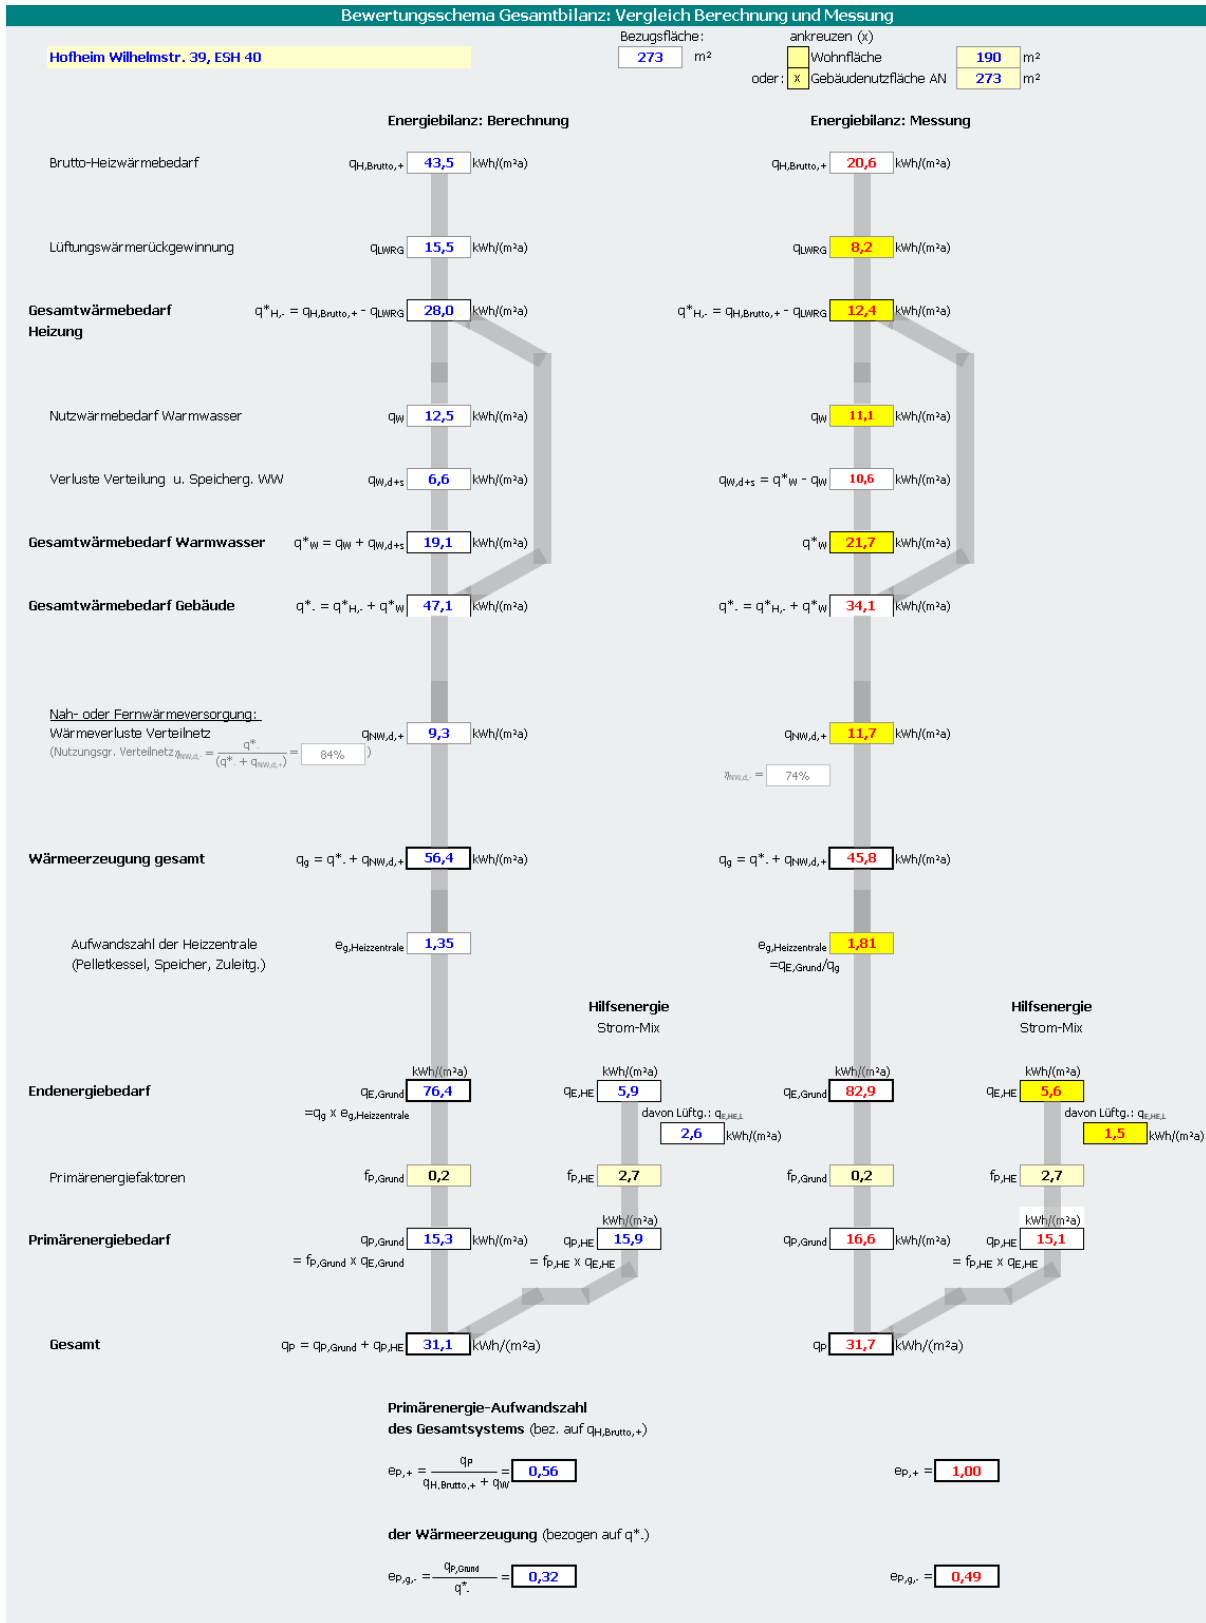 Bewertungsschema Gesamtbilanz: Vergleich Berechnung und Messung
Bezugsfläche: ankreuzen (x)
Hofheim Wilhelmstr. 39, ESH 40 273 m² Wohnfläche 190 m²
oder: x Gebäudenutzfläche AN 273 m²
Energiebilanz: Berechnung Energiebilanz: Messung
Brutto-Heizwärmebedarf qH,Brutto,+ 43,5 kWh/(m²a) qH,Brutto,+ 20,6 kWh/(m²a)
Lüftungswärmerückgewinnung qLWRG 15,5 kWh/(m²a) qLWRG 8,2 kWh/(m²a)
Gesamtwärmebedarf q*H,- = qH,Brutto,+ - qLWRG 28,0 kWh/(m²a) q*H,- = qH,Brutto,+ - qLWRG 12,4 kWh/(m²a)
Heizung
Nutzwärmebedarf Warmwasser qW 12,5 kWh/(m²a) qW 11,1 kWh/(m²a)
Verluste Verteilung u. Speicherg. WW qW,d+s 6,6 kWh/(m²a) qW,d+s = q*W - qW 10,6 kWh/(m²a)
Gesamtwärmebedarf Warmwasser q*W = qW + qW,d+s 19,1 kWh/(m²a) q*W 21,7 kWh/(m²a)
Gesamtwärmebedarf Gebäude q*- = q*H,- + q*W 47,1 kWh/(m²a) q*- = q*H,- + q*W 34,1 kWh/(m²a)
Nah- oder Fernwärmeversorgung:
Wärmeverluste Verteilnetz qNW,d,+ 9,3 kWh/(m²a) qNW,d,+ 11,7 kWh/(m²a)
(Nutzungsgr. Verteilnetz ηNW,d,- = q*- / (q*- + qNW,d,+) = 84% ) ηNW,d,- = 74%
Wärmeerzeugung gesamt qg = q*- + qNW,d,+ 56,4 kWh/(m²a) qg = q*- + qNW,d,+ 45,8 kWh/(m²a)
Aufwandszahl der Heizzentrale eg,Heizzentrale 1,35 eg,Heizzentrale 1,81
(Pelletkessel, Speicher, Zuleitg.) =qE,Grund/qg
Hilfsenergie Hilfsenergie
Strom-Mix Strom-Mix
kWh/(m²a) kWh/(m²a) kWh/(m²a) kWh/(m²a)
Endenergiebedarf qE,Grund 76,4 qE,HE 5,9 qE,Grund 82,9 qE,HE 5,6
=qg x eg,Heizzentrale davon Lüftg.: qE,HE,L davon Lüftg.: qE,HE,L
2,6 kWh/(m²a) 1,5 kWh/(m²a)
Primärenergiefaktoren fP,Grund 0,2 fP,HE 2,7 fP,Grund 0,2 fP,HE 2,7
kWh/(m²a) kWh/(m²a)
Primärenergiebedarf qP,Grund 15,3 kWh/(m²a) qP,HE 15,9 qP,Grund 16,6 kWh/(m²a) qP,HE 15,1
= fP,Grund x qE,Grund = fP,HE x qE,HE = fP,HE x qE,HE
Gesamt qP = qP,Grund + qP,HE 31,1 kWh/(m²a) qP 31,7 kWh/(m²a)
Primärenergie-Aufwandszahl
des Gesamtsystems (bez. auf qH,Brutto,+)
eP,+ = qP / (qH,Brutto,+ + qW) = 0,56 eP,+ = 1,00
der Wärmeerzeugung (bezogen auf q*-)
eP,g,- = qP,Grund / q*- = 0,32 eP,g,- = 0,49